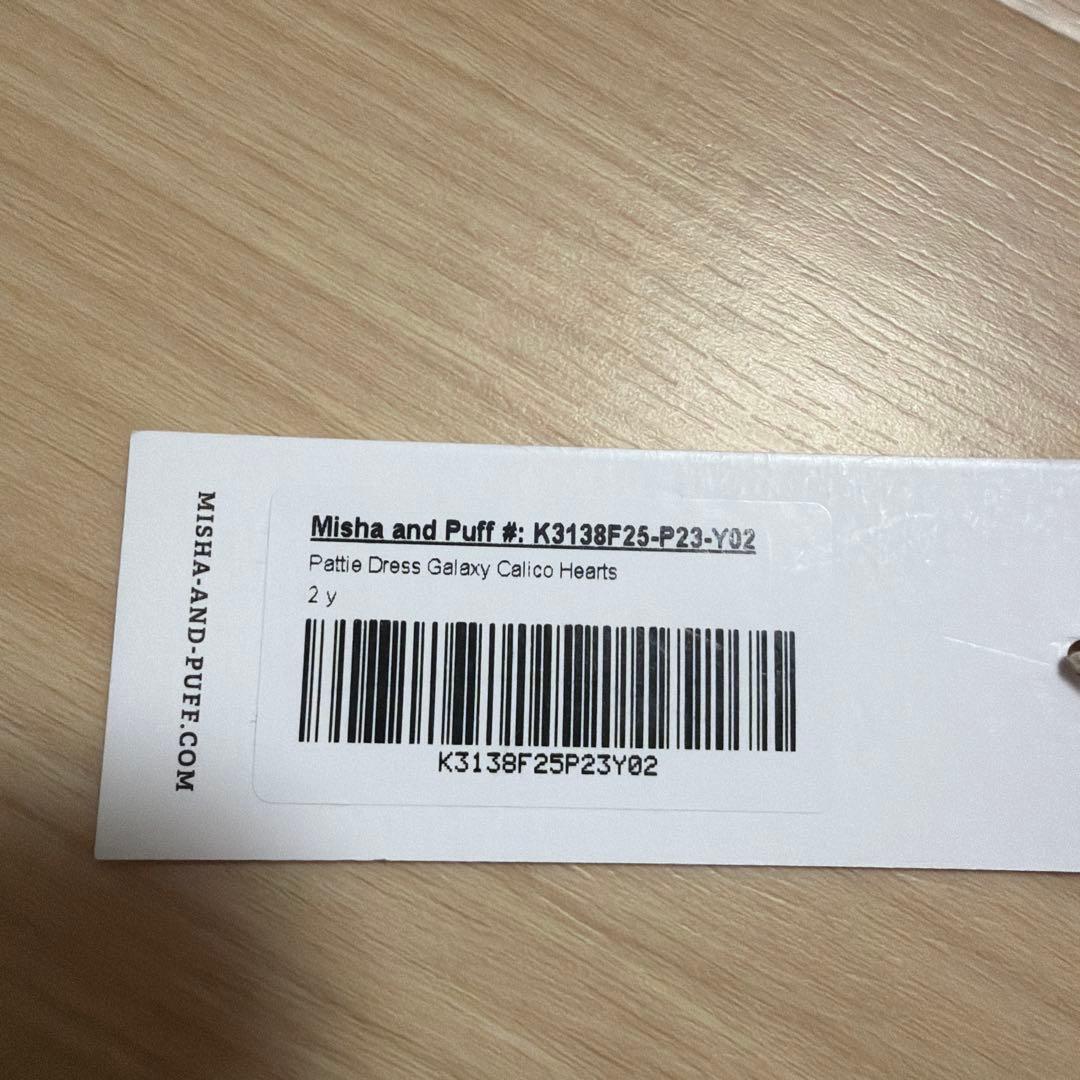 MISHA-AND-PUFF.COM
Misha and Puff #: K3138F25-P23-Y02
Pattie Dress Galaxy Calico Hearts
2 y
K3138F25P23Y02